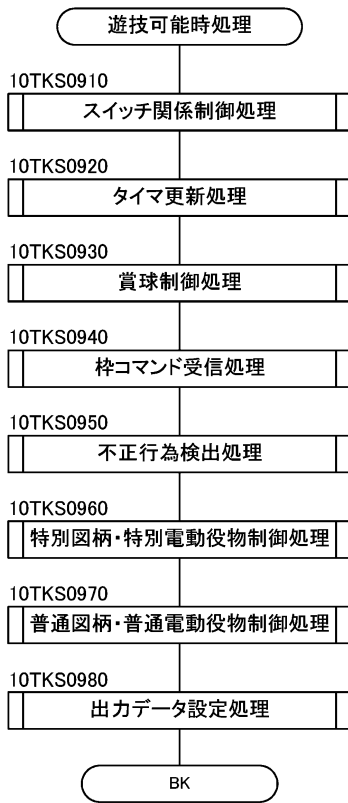 遊技可能時処理
10TKS0910
スイッチ関係制御処理
10TKS0920
タイマ更新処理
10TKS0930
賞球制御処理
10TKS0940
枠コマンド受信処理
10TKS0950
不正行為検出処理
10TKS0960
特別図柄・特別電動役物制御処理
10TKS0970
普通図柄・普通電動役物制御処理
10TKS0980
出力データ設定処理
BK